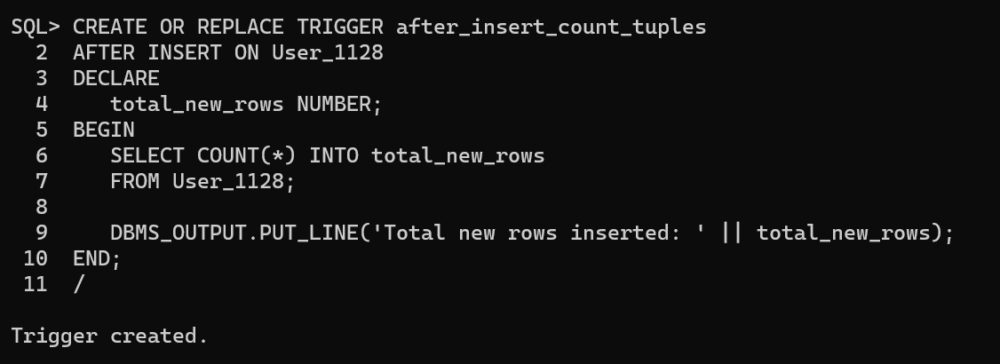 SQL> CREATE OR REPLACE TRIGGER after_insert_count_tuples
  2  AFTER INSERT ON User_1128
  3  DECLARE
  4     total_new_rows NUMBER;
  5  BEGIN
  6     SELECT COUNT(*) INTO total_new_rows
  7     FROM User_1128;
  8
  9     DBMS_OUTPUT.PUT_LINE('Total new rows inserted: ' || total_new_rows);
 10  END;
 11  /
Trigger created.